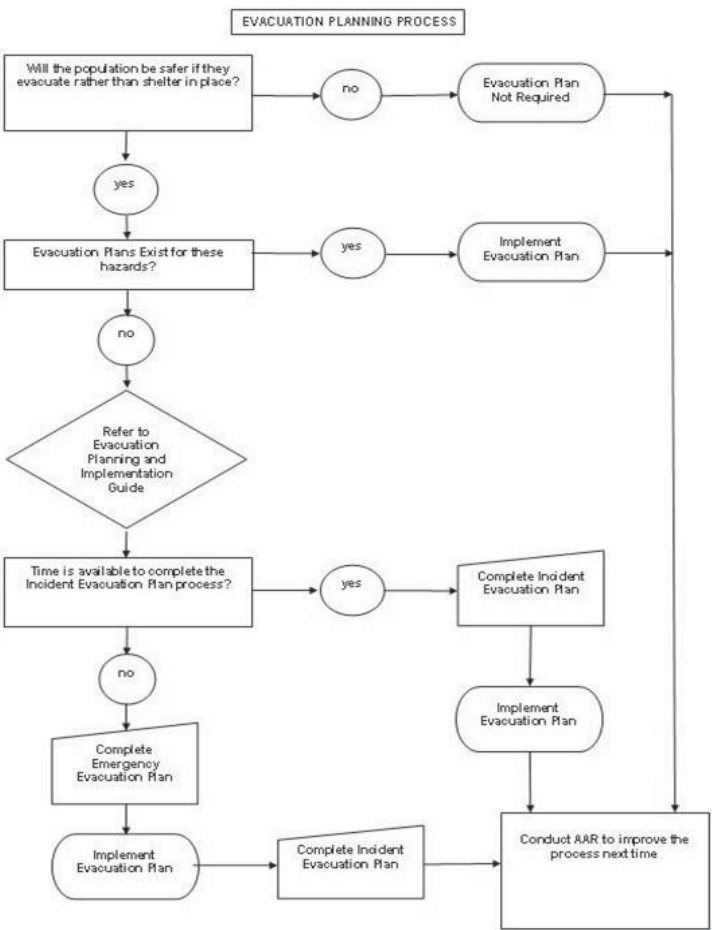 EVACUATION PLANNING PROCESS
Will the population be safer if they
evacuate rather than shelter in place?
no
Evacuation Plan
Not Required
yes
Evacuation Plans Exist for these
hazards?
yes
Implement
Evacuation Plan
no
Refer to
Evacuation
Planning and
Implementation
Guide
Time is available to complete the
Incident Evacuation Plan process?
yes
Complete Incident
Evacuation Plan
no
Implement
Evacuation Plan
Complete
Emergency
Evacuation Plan
Implement
Evacuation Plan
Complete Incident
Evacuation Plan
Conduct AAR to improve the
process next time